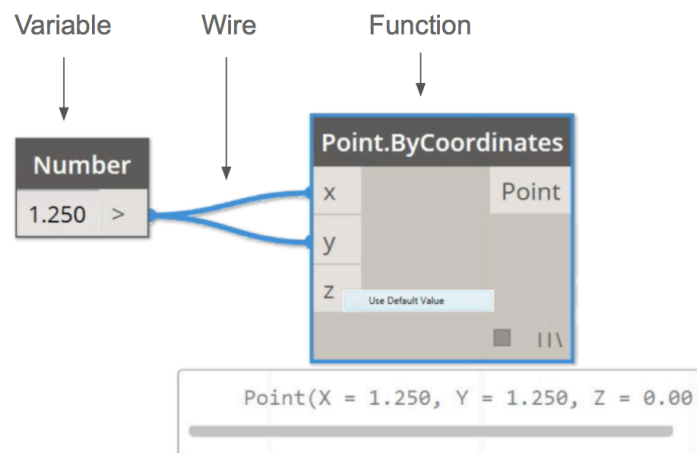 Variable Wire Function
Number
1.250 >
Point.ByCoordinates
x Point
y
z
Use Default Value
Point(X = 1.250, Y = 1.250, Z = 0.00